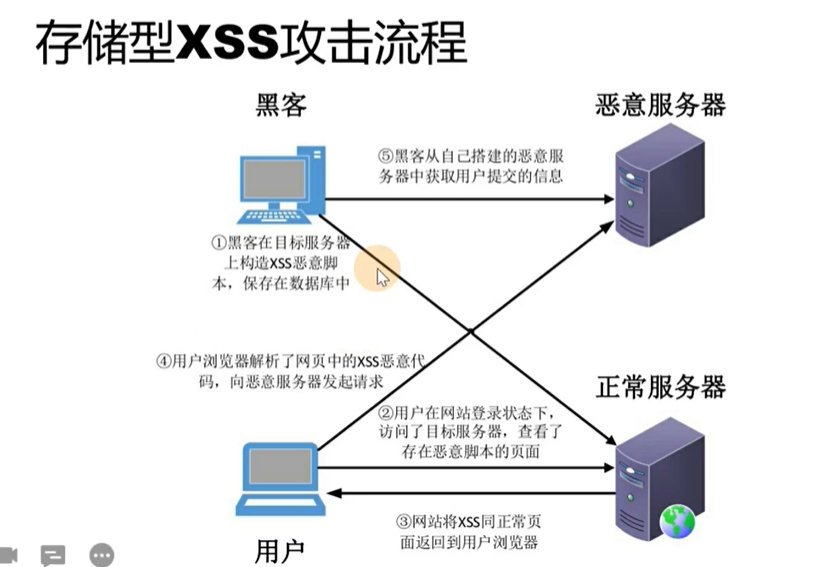 存储型XSS攻击流程
黑客
恶意服务器
⑤黑客从自己搭建的恶意服
务器中获取用户提交的信息
①黑客在目标服务器
上构造XSS恶意脚
本，保存在数据库中
④用户浏览器解析了网页中的XSS恶意代
码，向恶意服务器发起请求
正常服务器
②用户在网站登录状态下，
访问了目标服务器，查看了
存在恶意脚本的页面
③网站将XSS同正常页
面返回到用户浏览器
用户